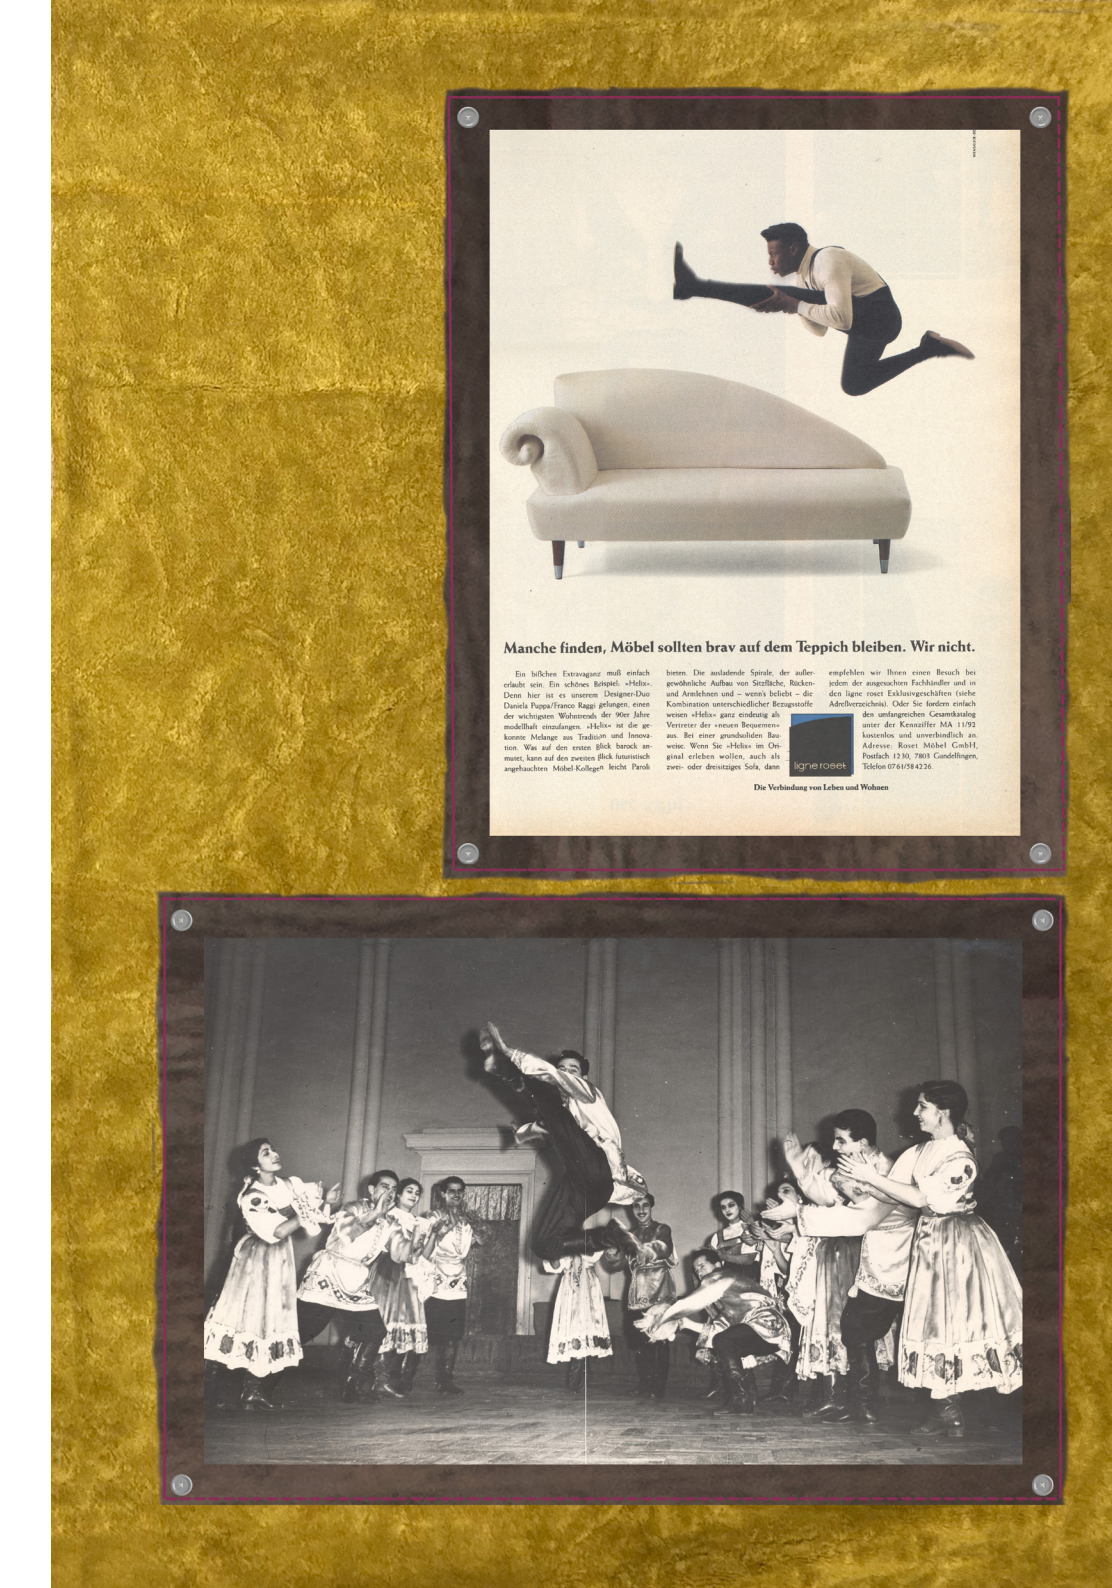 Manche finden, Möbel sollten brav auf dem Teppich bleiben. Wir nicht.
Ein bißchen Extravaganz muß einfach
erlaubt sein. Ein schönes Beispiel: »Helix«.
Denn hier ist es unserem Designer-Duo
Daniela Puppa/Franco Raggi gelungen, einen
der wichtigsten Wohntrends der 90er Jahre
modellhaft einzufangen. »Helix« ist die ge-
konnte Melange aus Tradition und Innova-
tion. Was auf den ersten Blick barock an-
mutet, kann auf den zweiten Blick futuristisch
angehauchten Möbel-Kollegen leicht Paroli
bieten. Die ausladende Spirale, der außer-
gewöhnliche Aufbau von Sitzfläche, Rücken-
und Armlehnen und – wenn's beliebt – die
Kombination unterschiedlicher Bezugsstoffe
weisen »Helix« ganz eindeutig als
Vertreter der »neuen Bequemen«
aus. Bei einer grundsoliden Bau-
weise. Wenn Sie »Helix« im Ori-
ginal erleben wollen, auch als
zwei- oder dreisitziges Sofa, dann
empfehlen wir Ihnen einen Besuch bei
jedem der ausgesuchten Fachhändler und in
den ligne roset Exklusivgeschäften (siehe
Adreßverzeichnis). Oder Sie fordern einfach
den umfangreichen Gesamtkatalog
unter der Kennziffer MA 11/92
kostenlos und unverbindlich an.
Adresse: Roset Möbel GmbH,
Postfach 1230, 7803 Gundelfingen,
Telefon 0761/584226.
ligne roset
Die Verbindung von Leben und Wohnen